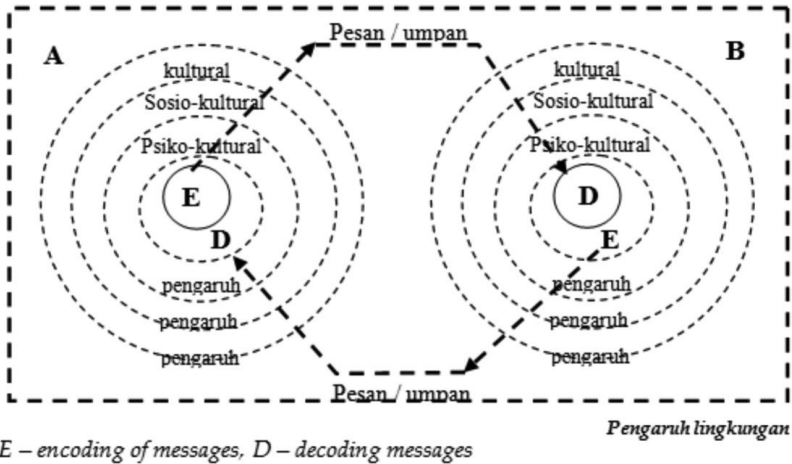 Pesan / umpan
A
B
kultural
kultural
Sosio-kultural
Sosio-kultural
Psiko-kultural
Psiko-kultural
E
D
D
E
pengaruh
pengaruh
pengaruh
pengaruh
pengaruh
pengaruh
Pesan / umpan
Pengaruh lingkungan
E – encoding of messages, D – decoding messages